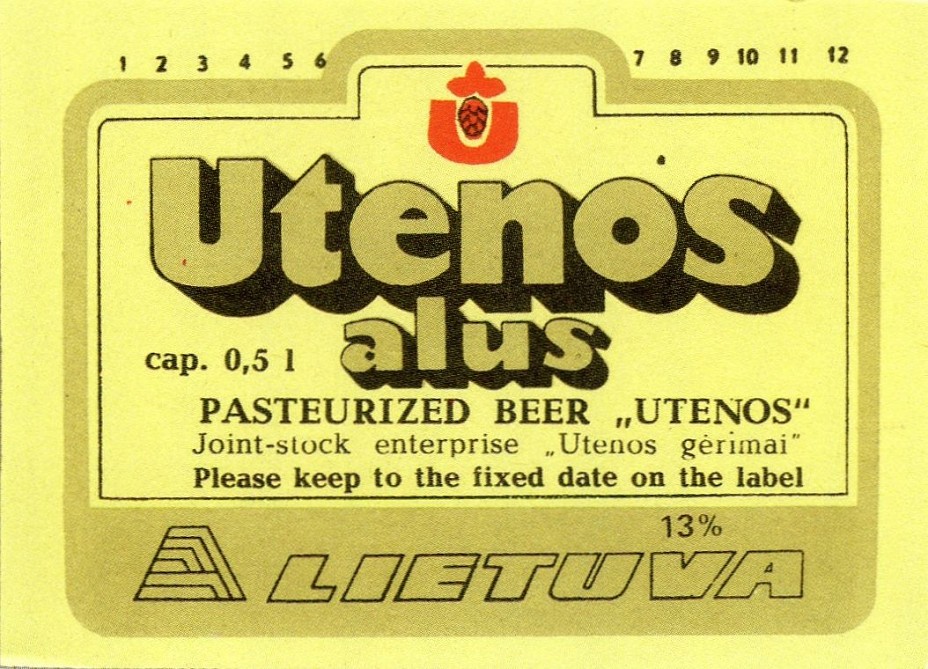 1 2 3 4 5 6 7 8 9 10 11 12
Utenos
alus
cap. 0,5 l
PASTEURIZED BEER „UTENOS“
Joint-stock enterprise „Utenos gėrimai”
Please keep to the fixed date on the label
13%
LIETUVA